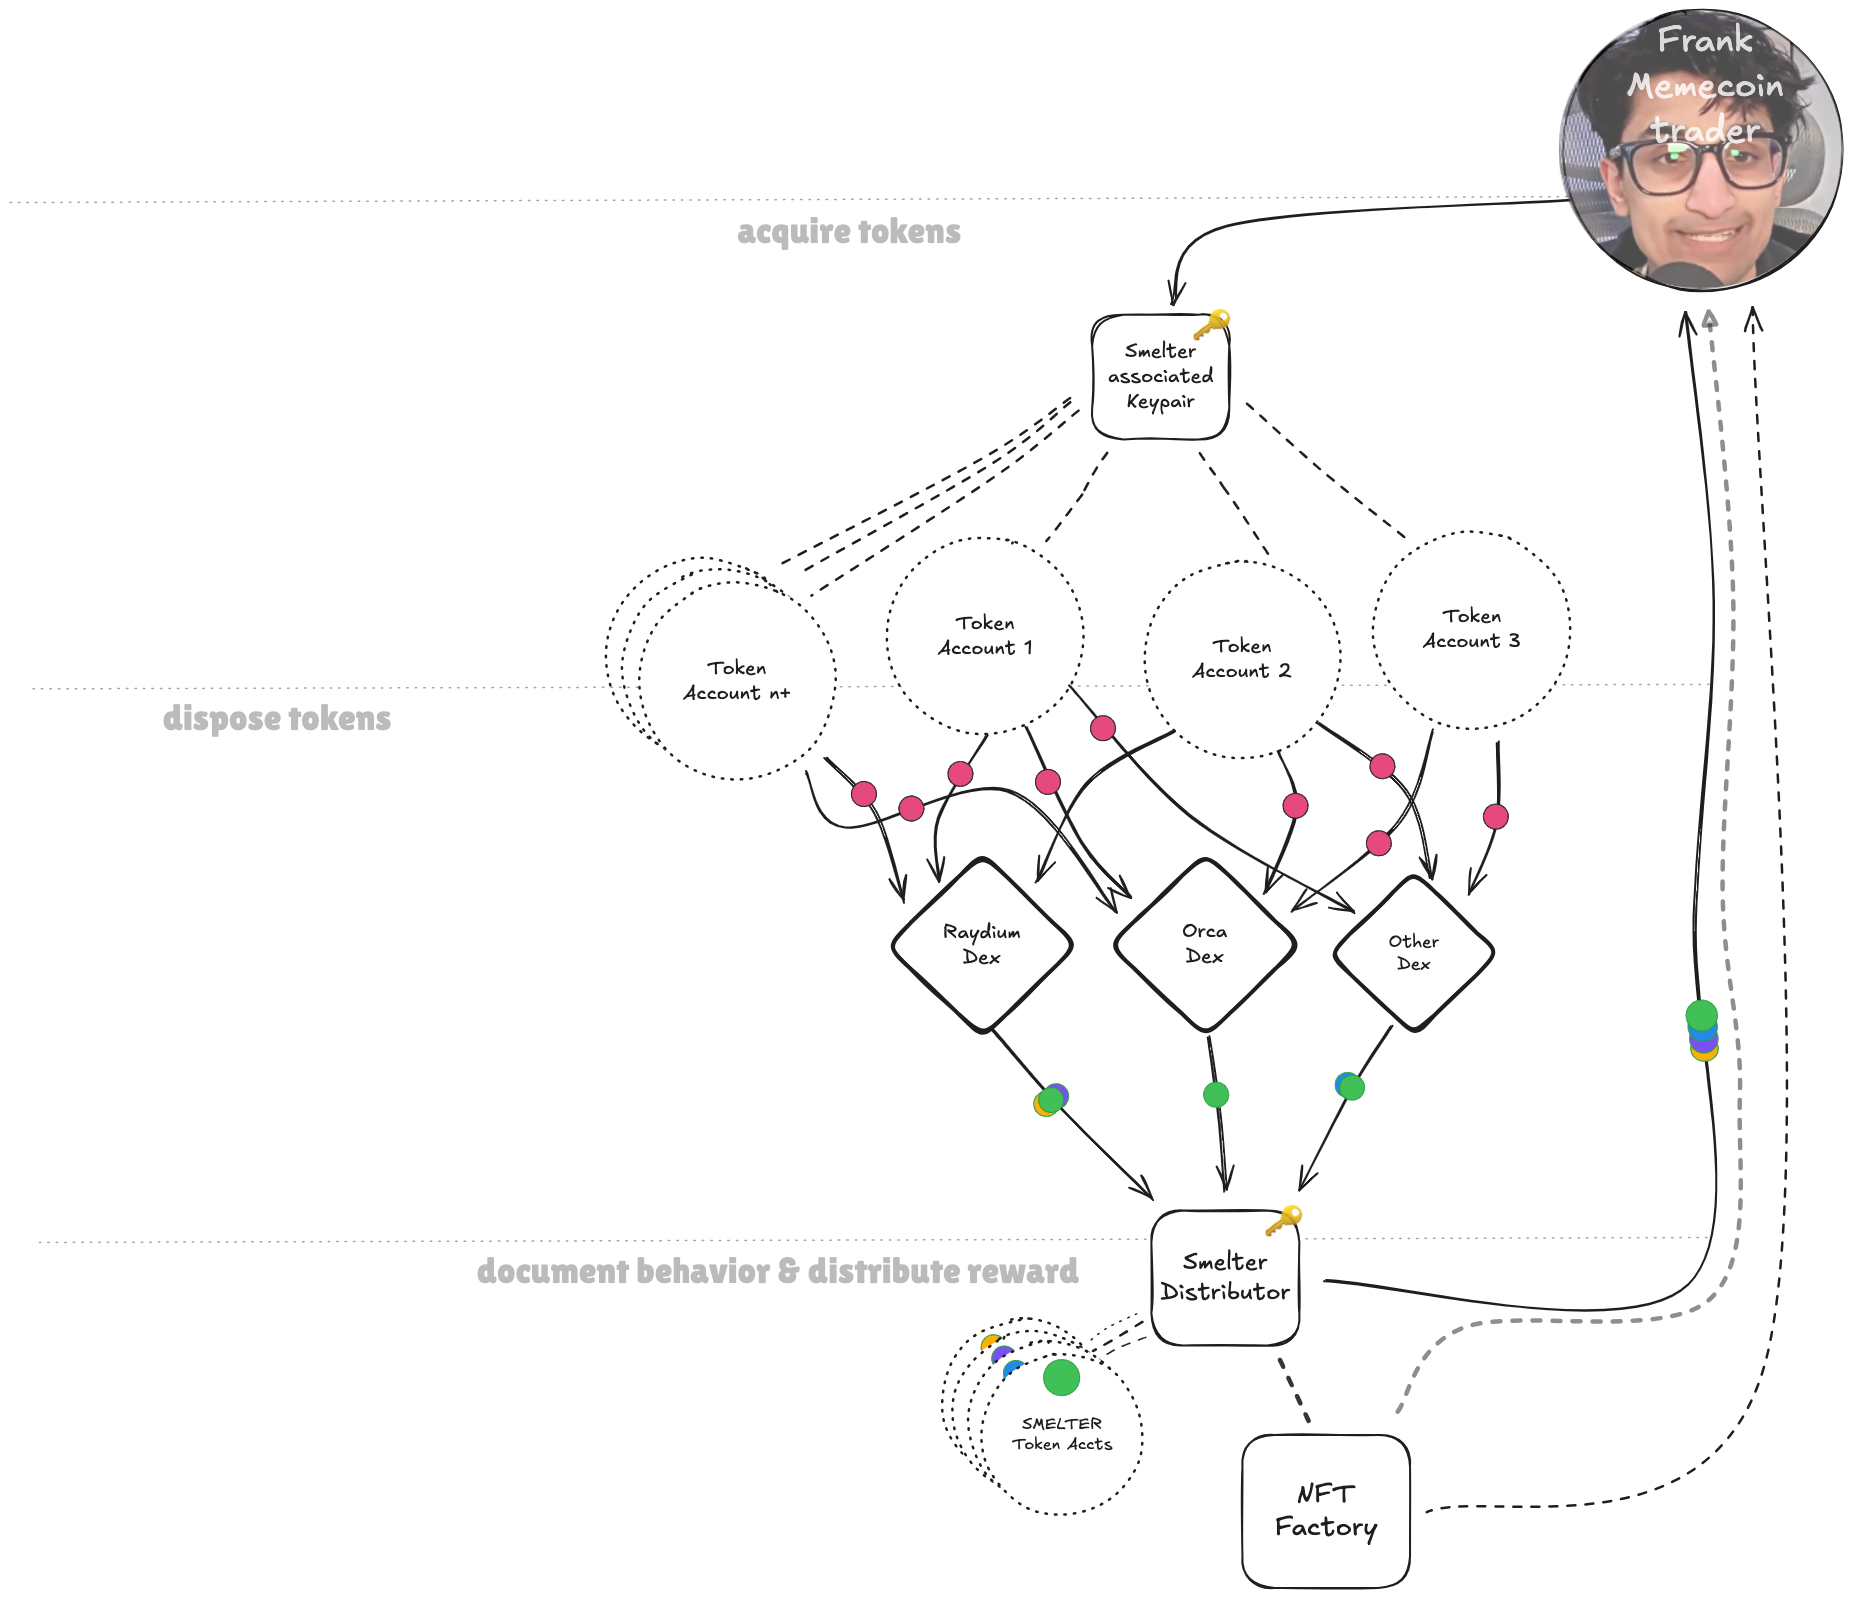 Frank
Memecoin
trader
acquire tokens
Smelter
associated
Keypair
Token
Account 1
Token
Account 2
Token
Account 3
Token
Account n+
dispose tokens
Raydium
Dex
Orca
Dex
Other
Dex
document behavior & distribute reward
Smelter
Distributor
SMELTER
Token Accts
NFT
Factory